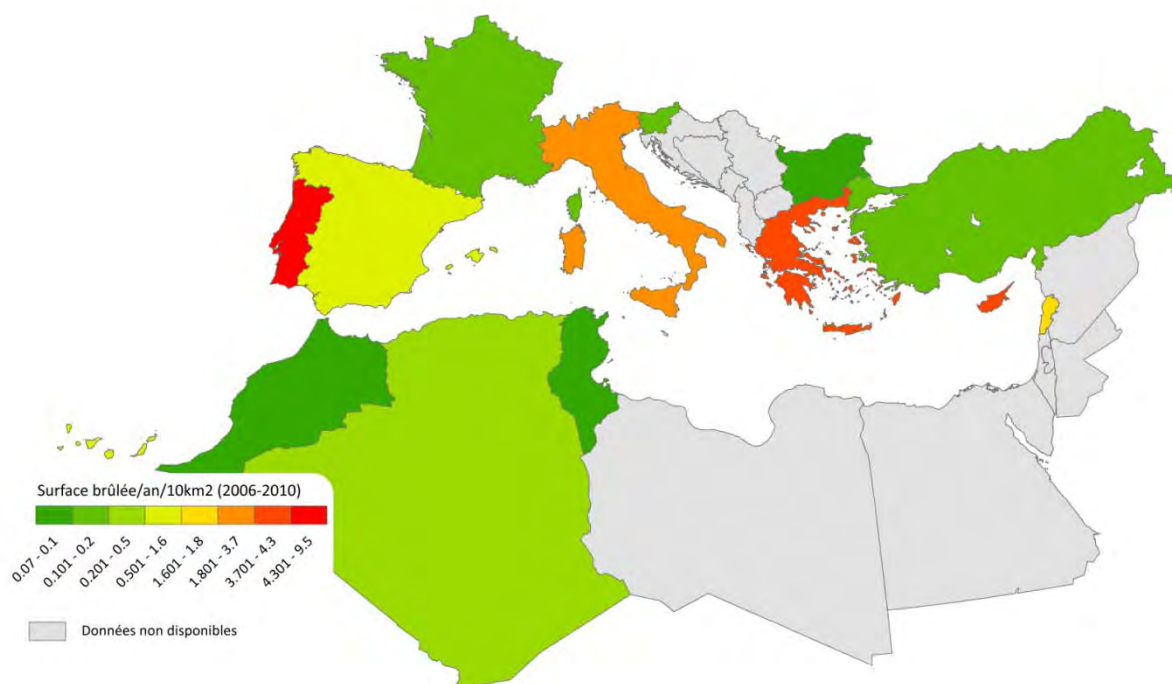 Surface brûlée/an/10km2 (2006-2010)
0.07 - 0.1
0.101 - 0.2
0.201 - 0.5
0.501 - 1.6
1.601 - 1.8
1.801 - 3.7
3.701 - 4.3
4.301 - 9.5
Données non disponibles